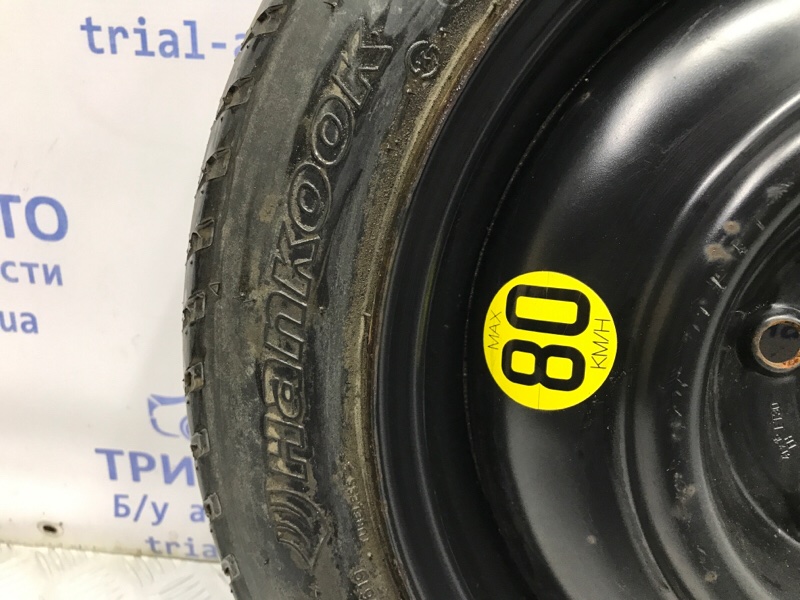 trial-a
ТО
сти
ua
ТРИ
Б/у а
trial
Hankook
MAX
80
KM/H